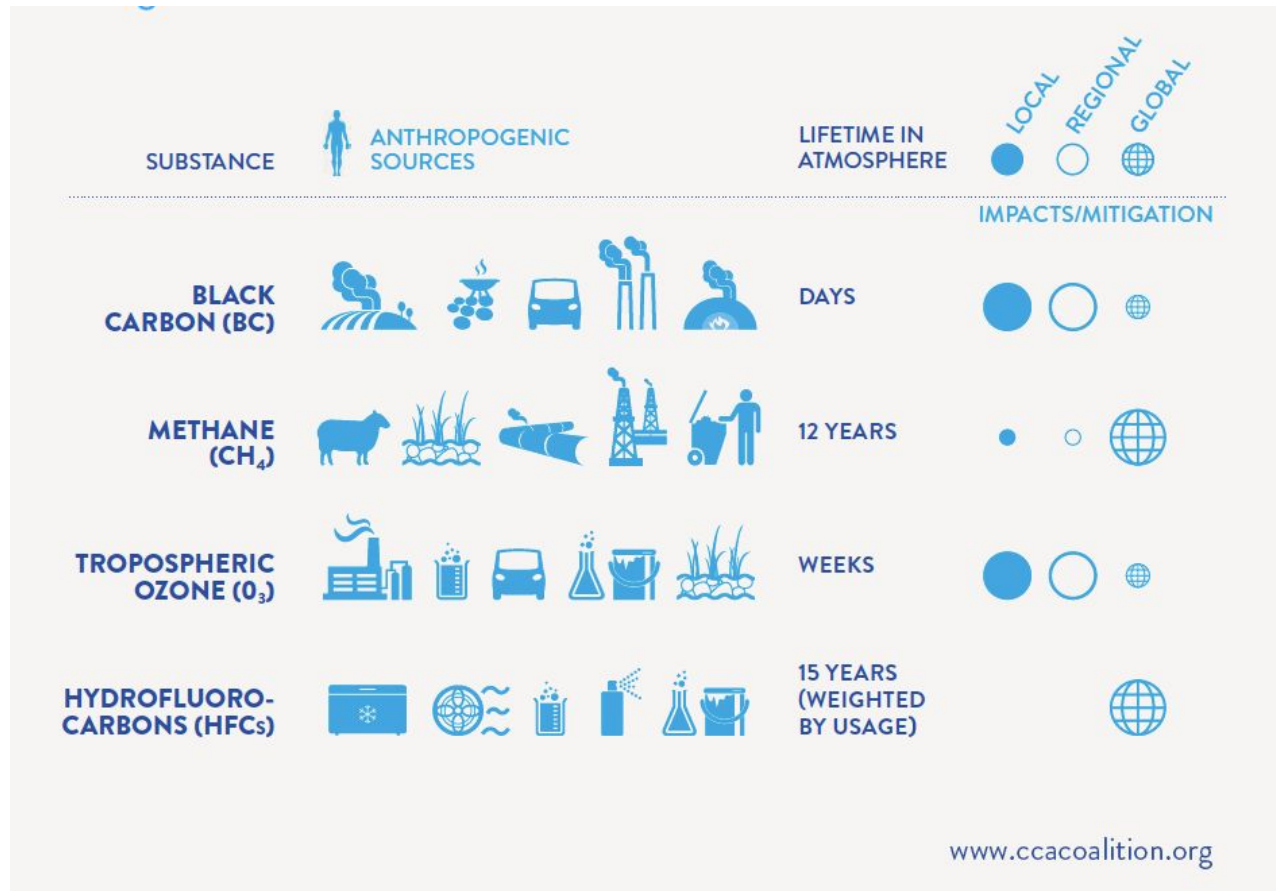 SUBSTANCE
ANTHROPOGENIC
SOURCES
LIFETIME IN
ATMOSPHERE
LOCAL
REGIONAL
GLOBAL
IMPACTS/MITIGATION
BLACK
CARBON (BC)
DAYS
METHANE
(CH₄)
12 YEARS
TROPOSPHERIC
OZONE (0₃)
WEEKS
HYDROFLUORO-
CARBONS (HFCs)
15 YEARS
(WEIGHTED
BY USAGE)
www.ccacoalition.org